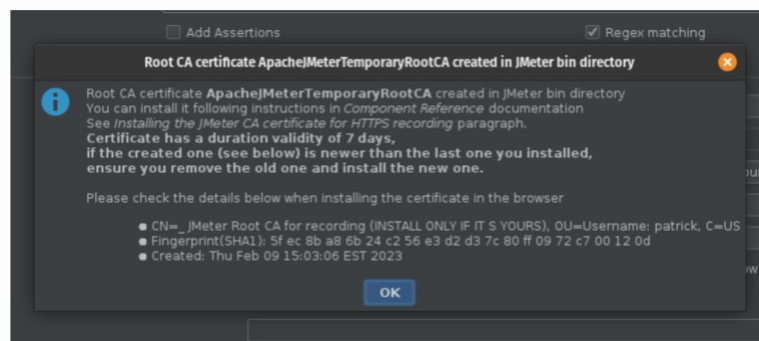 Add Assertions
Regex matching
Root CA certificate ApacheJMeterTemporaryRootCA created in JMeter bin directory
Root CA certificate ApacheJMeterTemporaryRootCA created in JMeter bin directory
You can install it following instructions in Component Reference documentation
See Installing the JMeter CA certificate for HTTPS recording paragraph.
Certificate has a duration validity of 7 days,
if the created one (see below) is newer than the last one you installed,
ensure you remove the old one and install the new one.
Please check the details below when installing the certificate in the browser
● CN=_ JMeter Root CA for recording (INSTALL ONLY IF IT S YOURS), OU=Username: patrick, C=US
● Fingerprint(SHA1): 5f ec 8b a8 6b 24 c2 56 e3 d2 d3 7c 80 ff 09 72 c7 00 12 0d
● Created: Thu Feb 09 15:03:06 EST 2023
OK